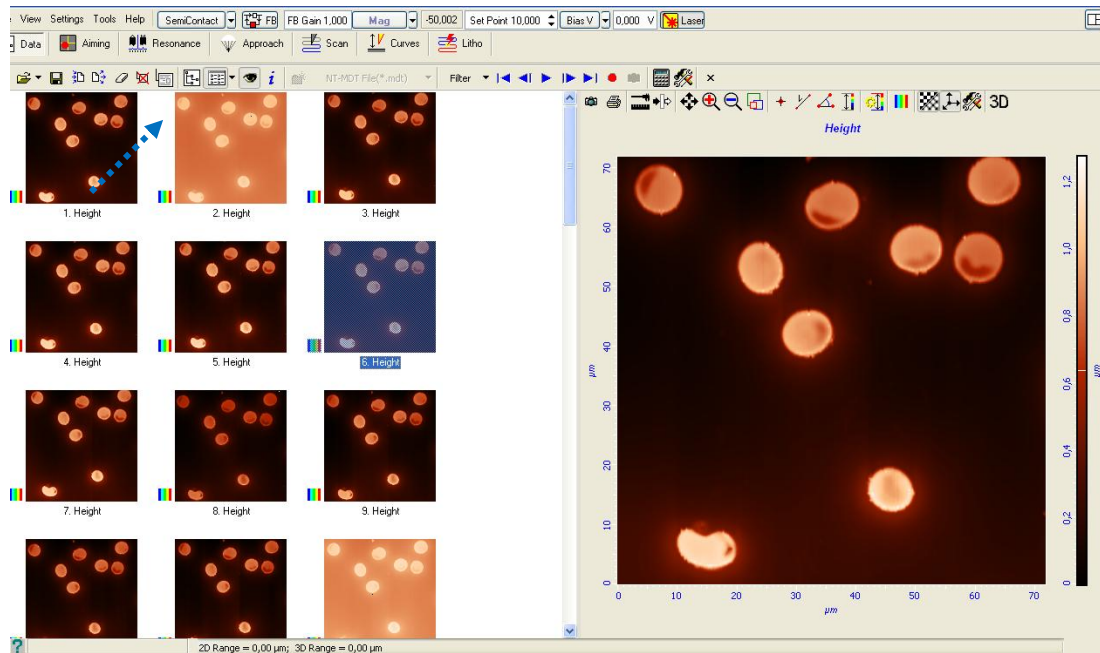 View Settings Tools Help SemiContact FB FB Gain 1,000 Mag -50,002 Set Point 10,000 Bias V 0,000 V Laser
Data Aiming Resonance Approach Scan Curves Litho
i NT-MDT File(*.mdt) Filter × 3D
Height
1. Height 2. Height 3. Height
4. Height 5. Height 6. Height
7. Height 8. Height 9. Height
70
60
50
40
30
20
10
0
µm
0 10 20 30 40 50 60 70
µm
1,2
1,0
0,8
0,6
0,4
0,2
0
µm
? 2D Range = 0,00 µm; 3D Range = 0,00 µm